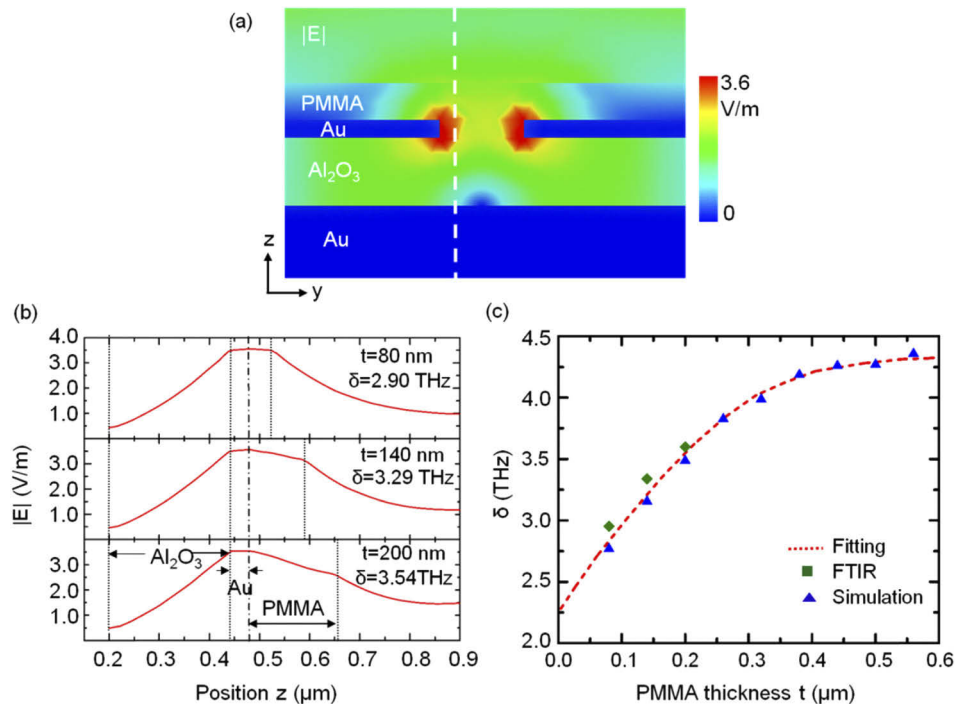 (a)
|E|
3.6
V/m
PMMA
Au
Al₂O₃
0
Au
z
y
(b)
4.0
3.0
2.0
1.0
t=80 nm
δ=2.90 THz
3.0
2.0
1.0
t=140 nm
δ=3.29 THz
3.0
2.0
1.0
Al₂O₃
Au
PMMA
t=200 nm
δ=3.54THz
|E| (V/m)
0.2 0.3 0.4 0.5 0.6 0.7 0.8 0.9
Position z (μm)
(c)
4.5
4.0
3.5
3.0
2.5
2.0
δ (THz)
Fitting
FTIR
Simulation
0.0 0.1 0.2 0.3 0.4 0.5 0.6
PMMA thickness t (μm)